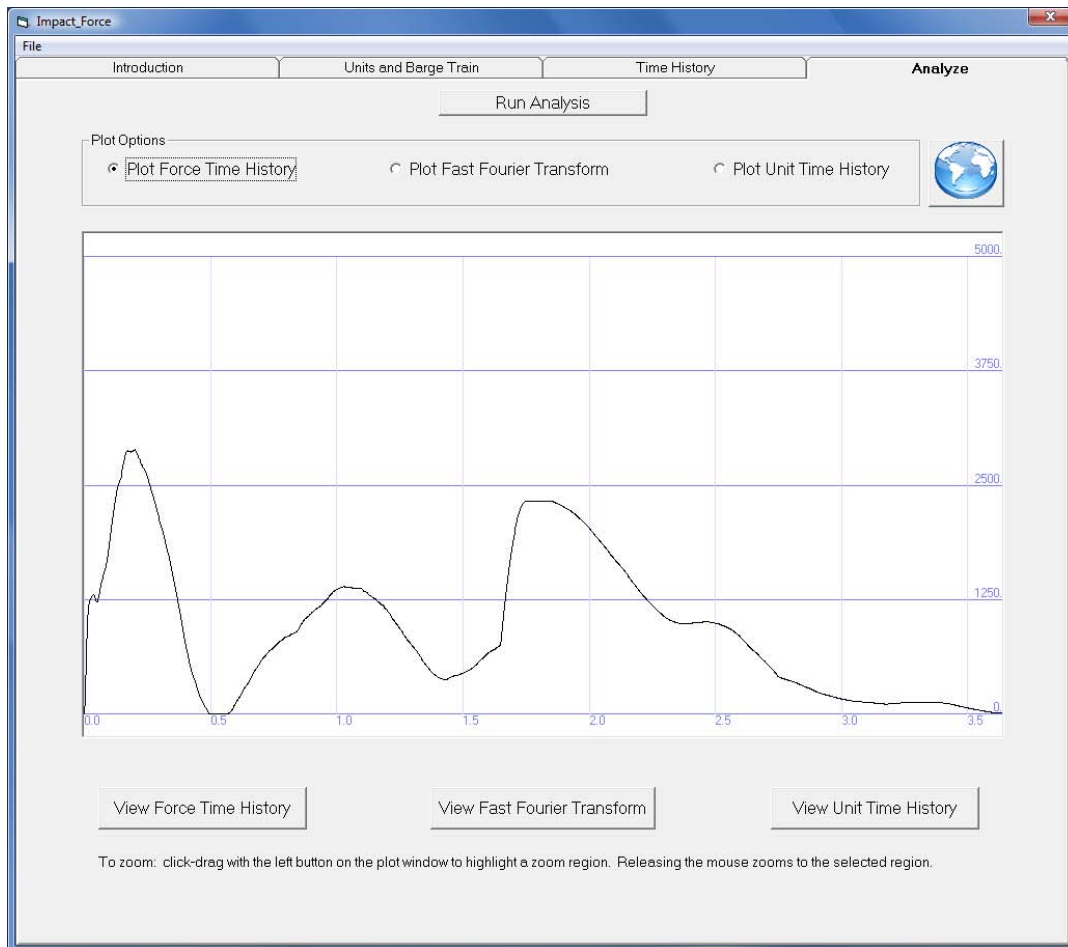 Impact_Force
File
Introduction
Units and Barge Train
Time History
Analyze
Run Analysis
Plot Options
Plot Force Time History
Plot Fast Fourier Transform
Plot Unit Time History
5000.
3750.
2500.
1250.
0.
0.0 0.5 1.0 1.5 2.0 2.5 3.0 3.5
View Force Time History
View Fast Fourier Transform
View Unit Time History
To zoom: click-drag with the left button on the plot window to highlight a zoom region. Releasing the mouse zooms to the selected region.